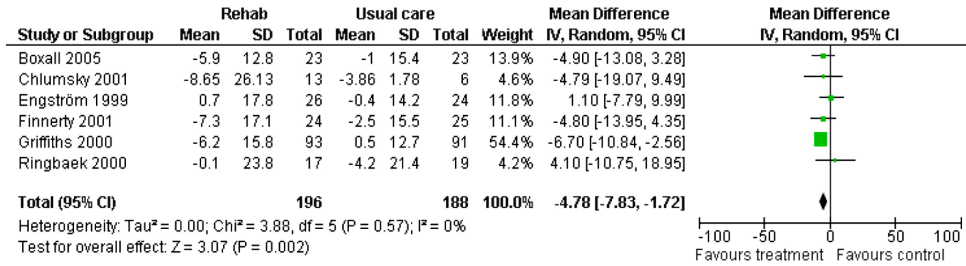 Rehab Usual care Mean Difference Mean Difference
Study or Subgroup Mean SD Total Mean SD Total Weight IV, Random, 95% CI IV, Random, 95% CI
Boxall 2005 -5.9 12.8 23 -1 15.4 23 13.9% -4.90 [-13.08, 3.28]
Chlumsky 2001 -8.65 26.13 13 -3.86 1.78 6 4.6% -4.79 [-19.07, 9.49]
Engström 1999 0.7 17.8 26 -0.4 14.2 24 11.8% 1.10 [-7.79, 9.99]
Finnerty 2001 -7.3 17.1 24 -2.5 15.5 25 11.1% -4.80 [-13.95, 4.35]
Griffiths 2000 -6.2 15.8 93 0.5 12.7 91 54.4% -6.70 [-10.84, -2.56]
Ringbaek 2000 -0.1 23.8 17 -4.2 21.4 19 4.2% 4.10 [-10.75, 18.95]
Total (95% CI) 196 188 100.0% -4.78 [-7.83, -1.72]
Heterogeneity: Tau² = 0.00; Chi² = 3.88, df = 5 (P = 0.57); I² = 0%
Test for overall effect: Z = 3.07 (P = 0.002)
-100 -50 0 50 100
Favours treatment Favours control